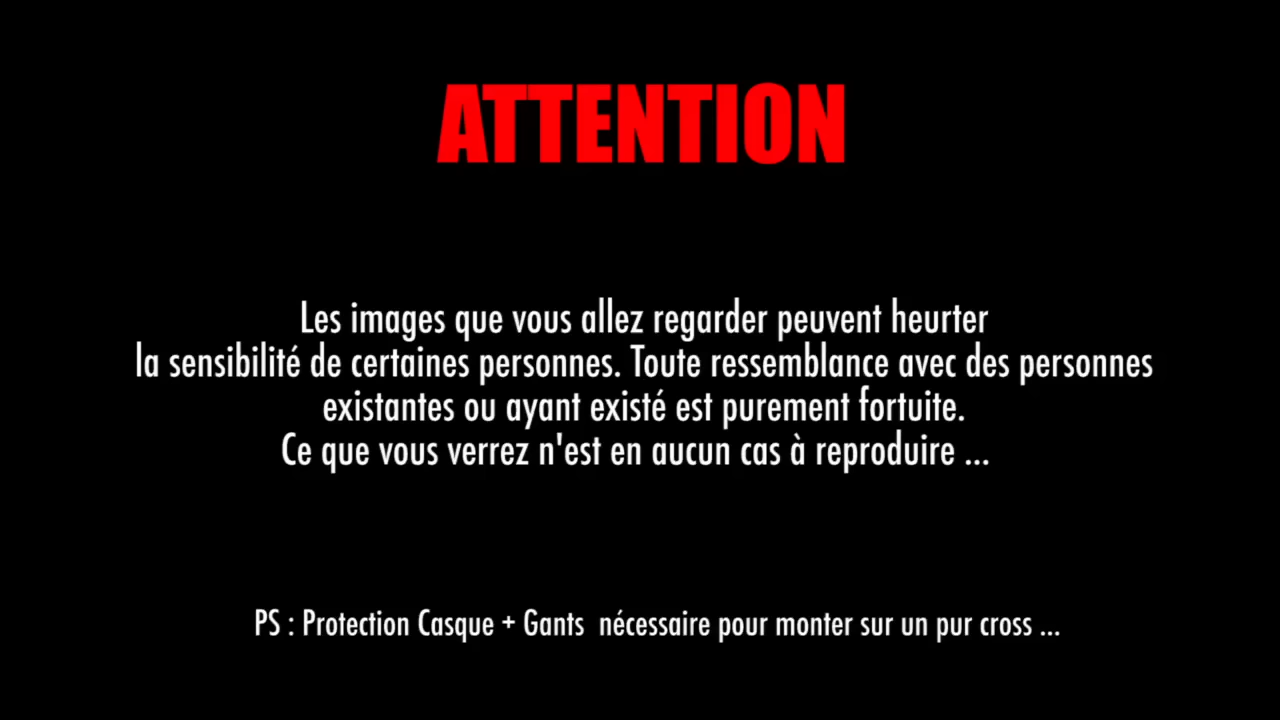 ATTENTION
Les images que vous allez regarder peuvent heurter
la sensibilité de certaines personnes. Toute ressemblance avec des personnes
existantes ou ayant existé est purement fortuite.
Ce que vous verrez n'est en aucun cas à reproduire ...
PS : Protection Casque + Gants  nécessaire pour monter sur un pur cross ...